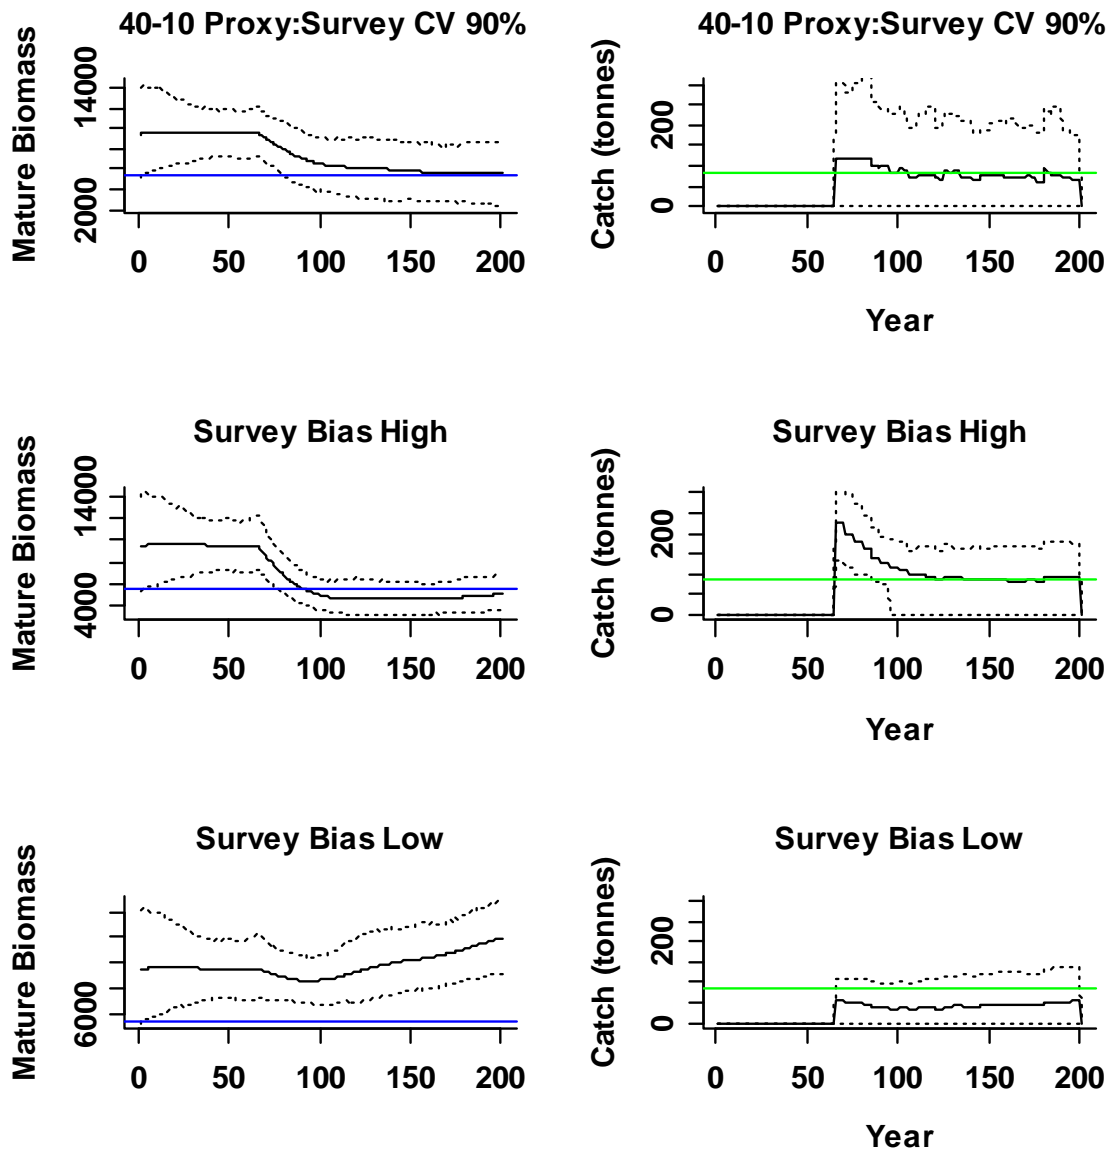 40-10 Proxy:Survey CV 90%
Mature Biomass
2000 14000
0 50 100 150 200
40-10 Proxy:Survey CV 90%
Catch (tonnes)
0 200
0 50 100 150 200
Year
Survey Bias High
Mature Biomass
4000 14000
0 50 100 150 200
Survey Bias High
Catch (tonnes)
0 200
0 50 100 150 200
Year
Survey Bias Low
Mature Biomass
6000
0 50 100 150 200
Survey Bias Low
Catch (tonnes)
0 200
0 50 100 150 200
Year